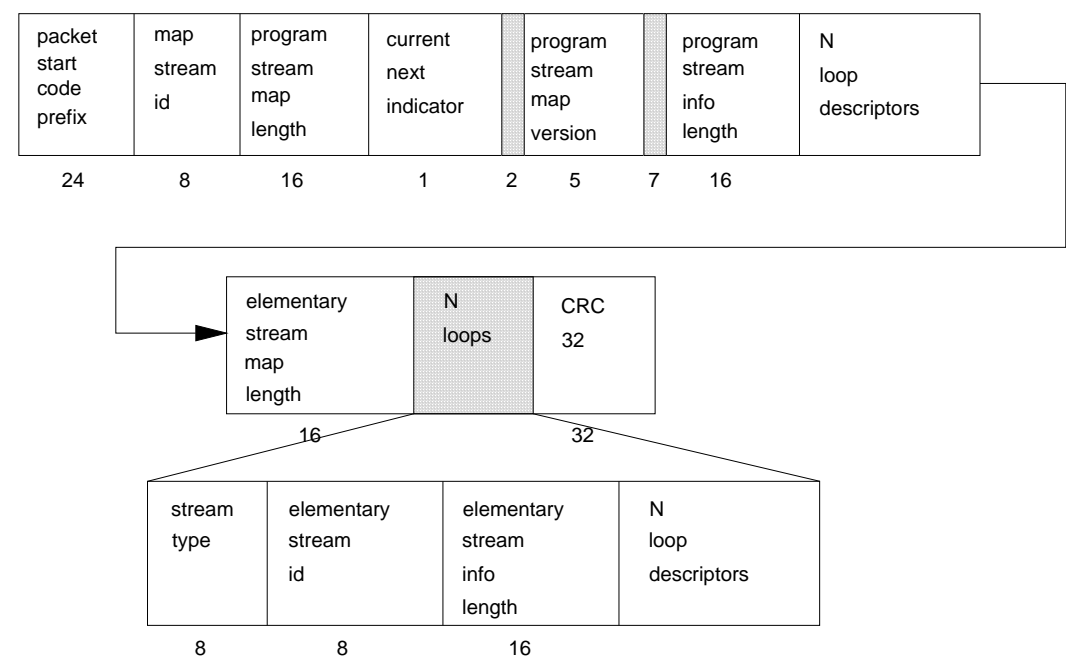 packet
start
code
prefix
map
stream
id
program
stream
map
length
current
next
indicator
program
stream
map
version
program
stream
info
length
N
loop
descriptors
24
8
16
1
2
5
7
16
elementary
stream
map
length
N
loops
CRC
32
16
32
stream
type
elementary
stream
id
elementary
stream
info
length
N
loop
descriptors
8
8
16